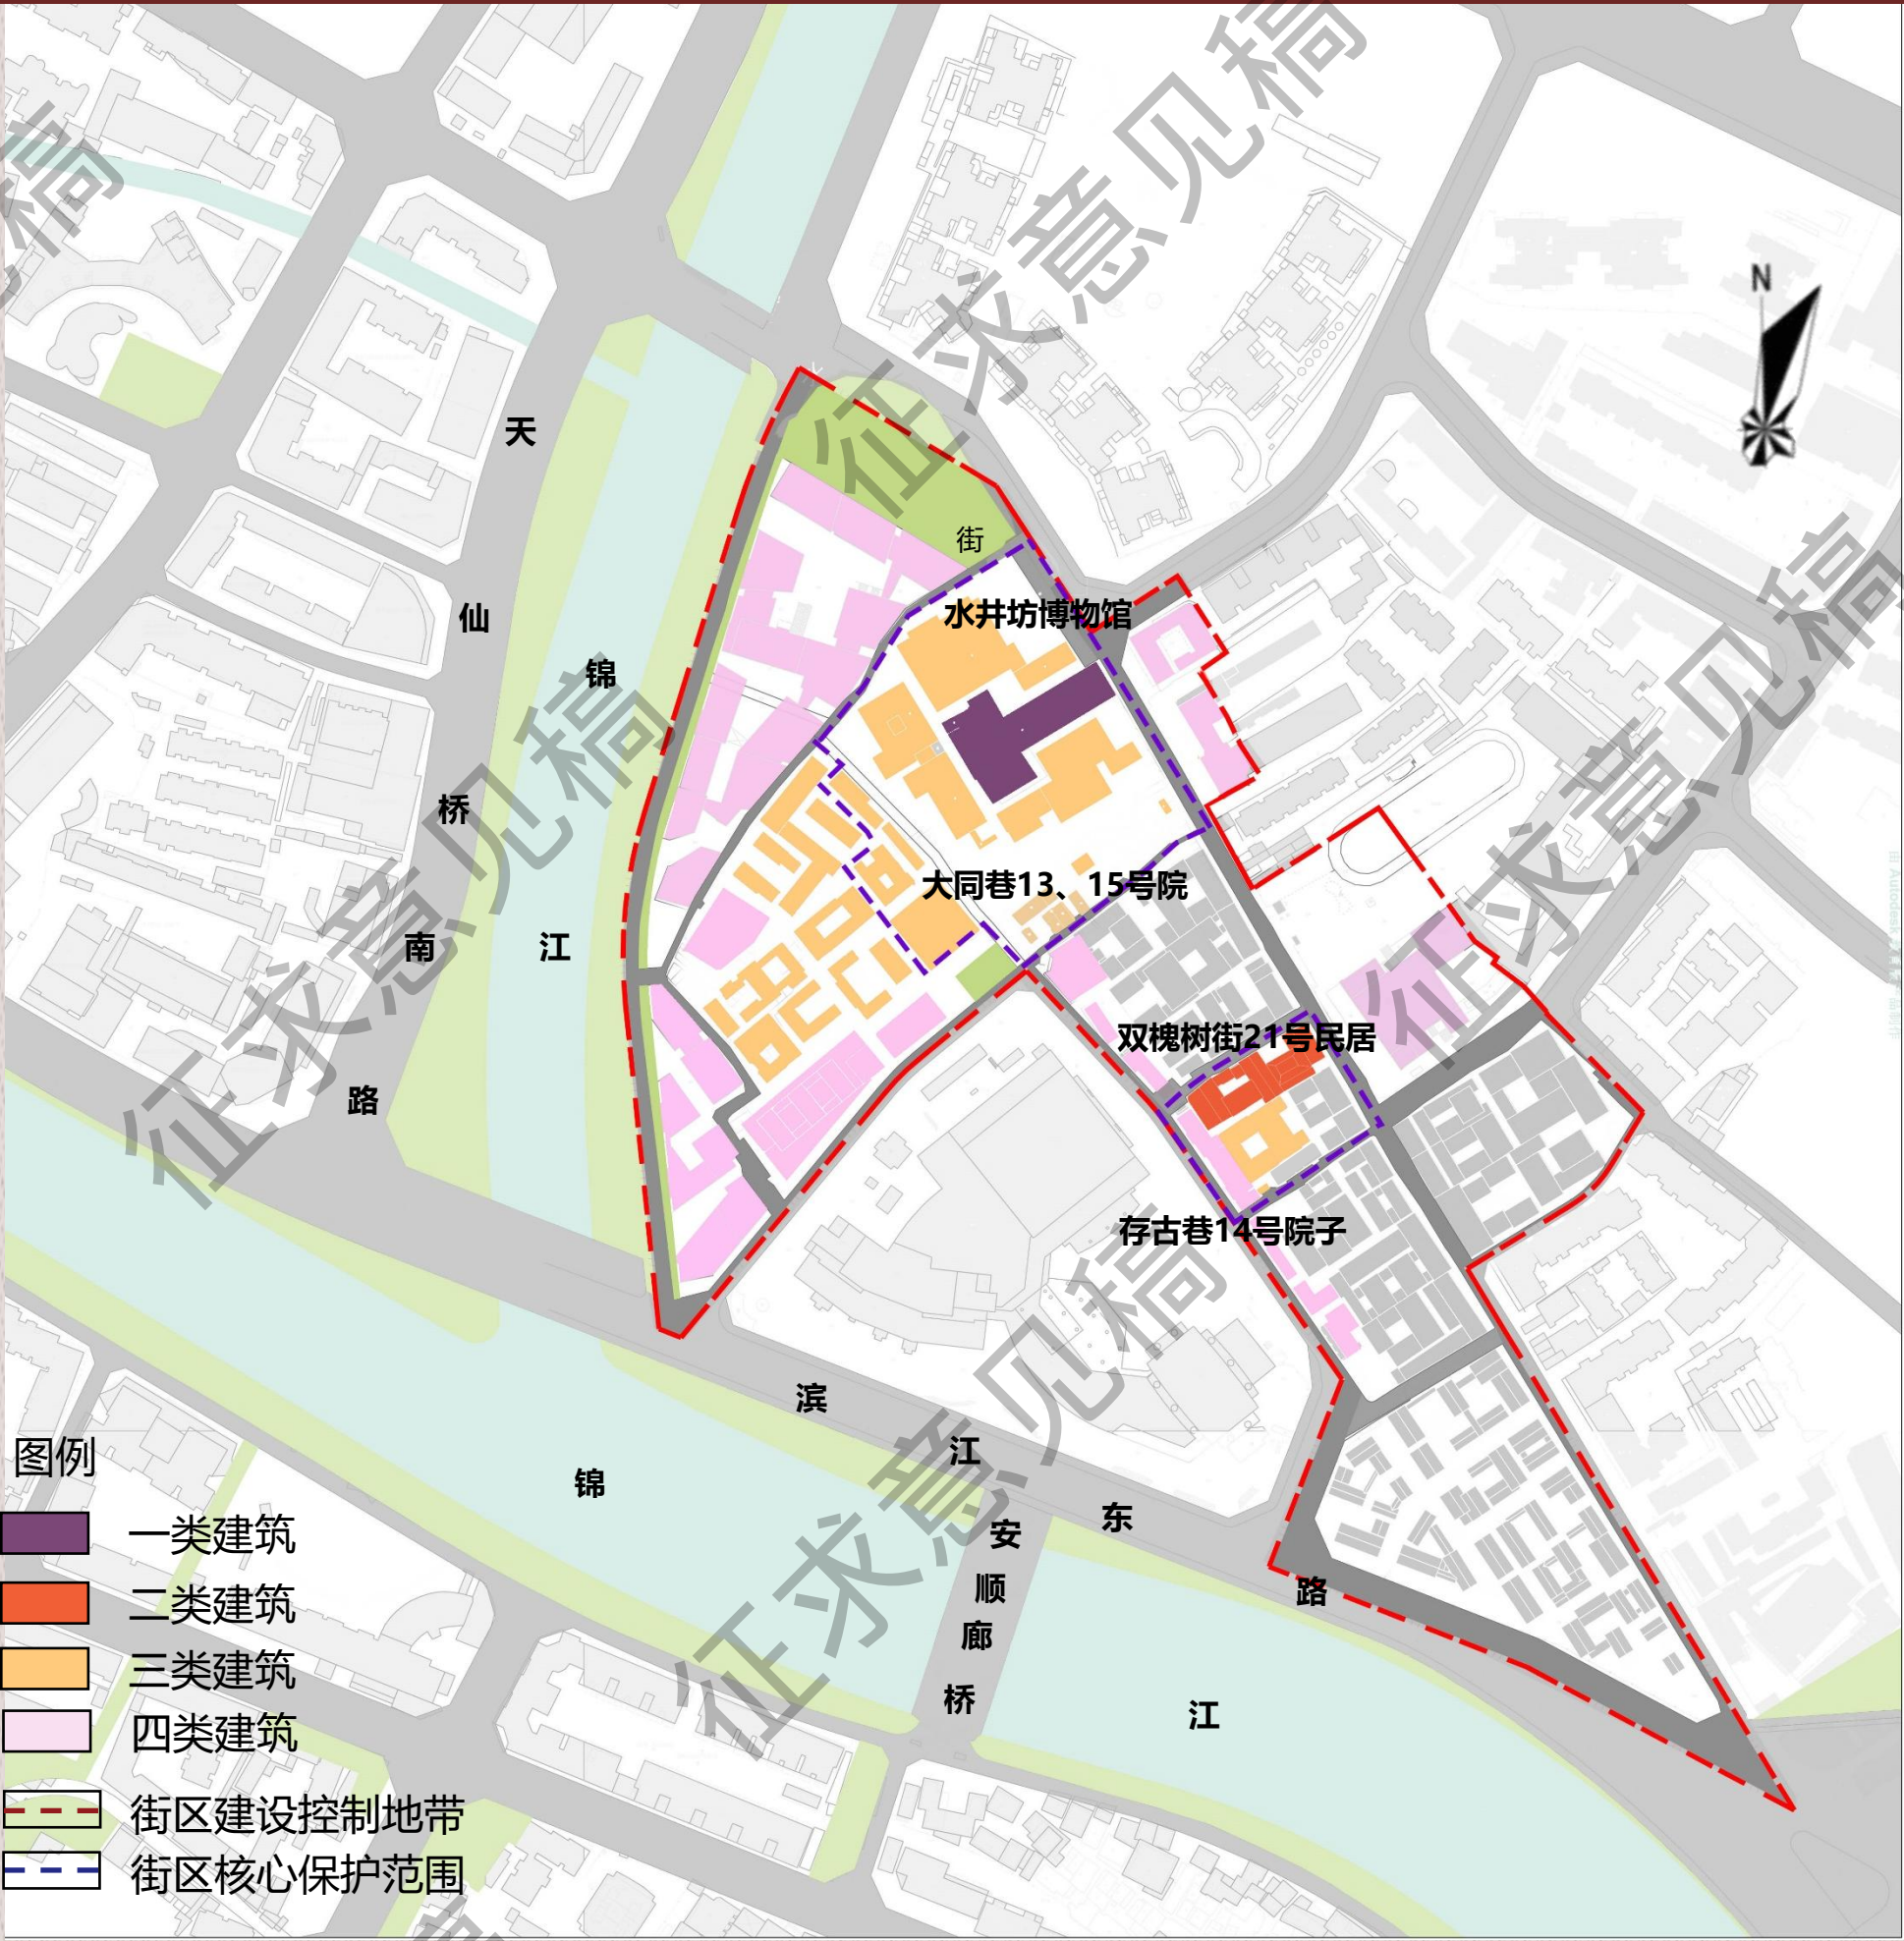 N
天
仙
桥
南
路
锦
江
街
水井坊博物馆
大同巷13、15号院
双槐树街21号民居
存古巷14号院子
滨
江
东
路
锦
江
安
顺
廊
桥
图例
一类建筑
二类建筑
三类建筑
四类建筑
街区建设控制地带
街区核心保护范围
征求意见稿
征求意见稿
征求意见稿
征求意见稿
见稿
稿